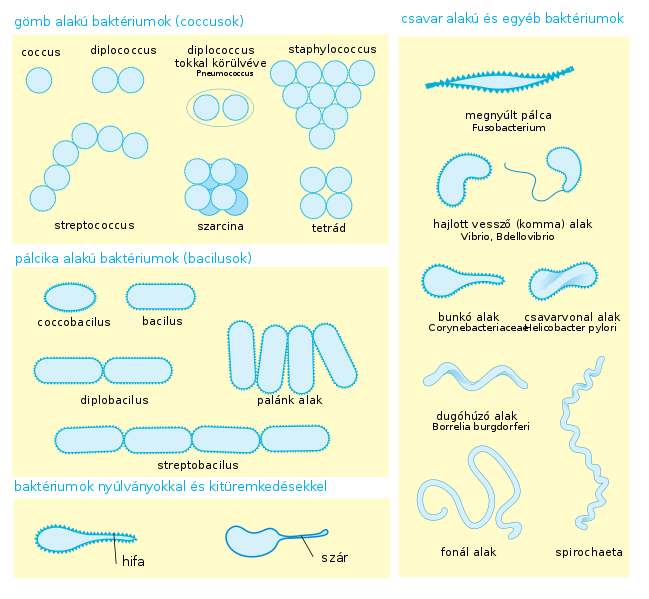 gömb alakú baktériumok (coccusok)
coccus
diplococcus
diplococcus
tokkal körülvéve
Pneumococcus
staphylococcus
streptococcus
szarcina
tetrád
pálcika alakú baktériumok (bacilusok)
coccobacilus
bacilus
diplobacilus
palánk alak
streptobacilus
baktériumok nyúlványokkal és kitüremkedésekkel
hifa
szár
csavar alakú és egyéb baktériumok
megnyúlt pálca
Fusobacterium
hajlott vessző (komma) alak
Vibrio, Bdellovibrio
bunkó alak
Corynebacteriaceae
csavarvonal alak
Helicobacter pylori
dugóhúzó alak
Borrelia burgdorferi
fonál alak
spirochaeta